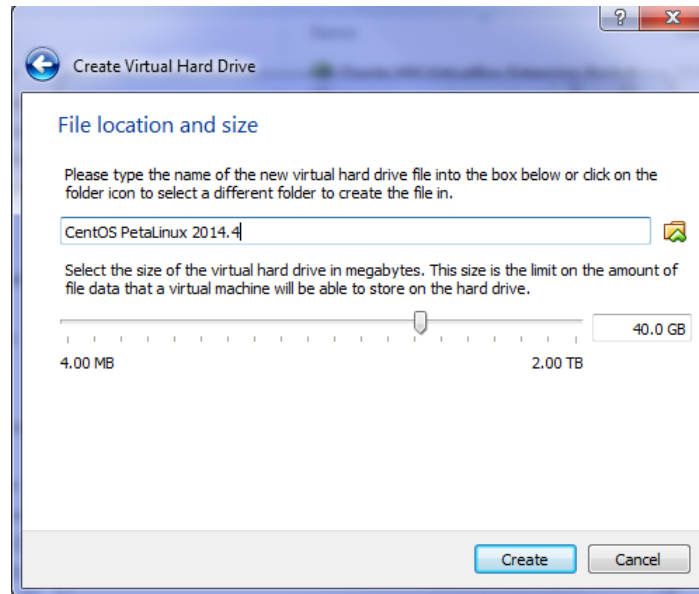 Create Virtual Hard Drive
File location and size
Please type the name of the new virtual hard drive file into the box below or click on the
folder icon to select a different folder to create the file in.
CentOS PetaLinux 2014.4
Select the size of the virtual hard drive in megabytes. This size is the limit on the amount of
file data that a virtual machine will be able to store on the hard drive.
40.0 GB
4.00 MB 2.00 TB
Create Cancel